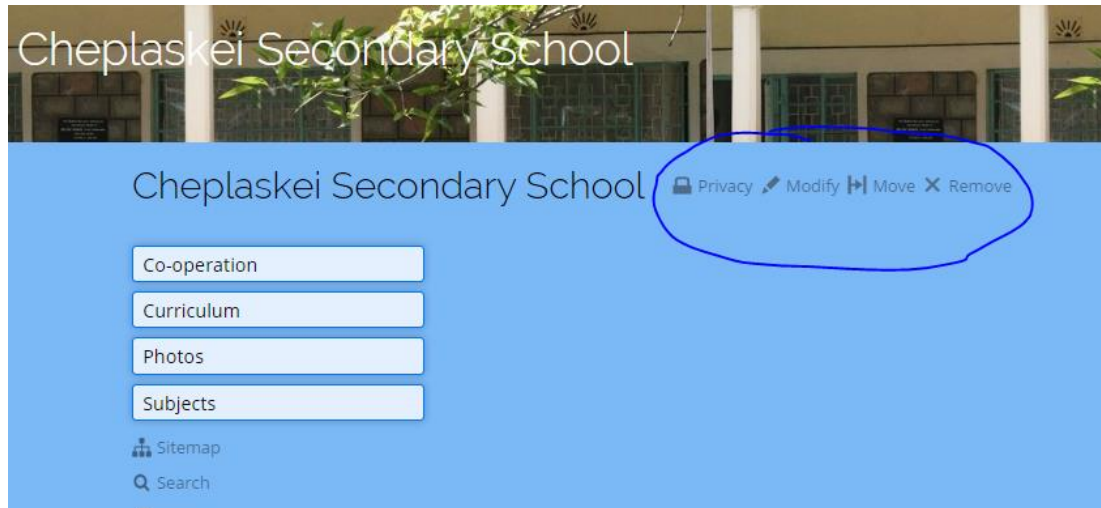 Cheplaskei Secondary School
Cheplaskei Secondary School Privacy Modify Move Remove
Co-operation
Curriculum
Photos
Subjects
Sitemap
Search